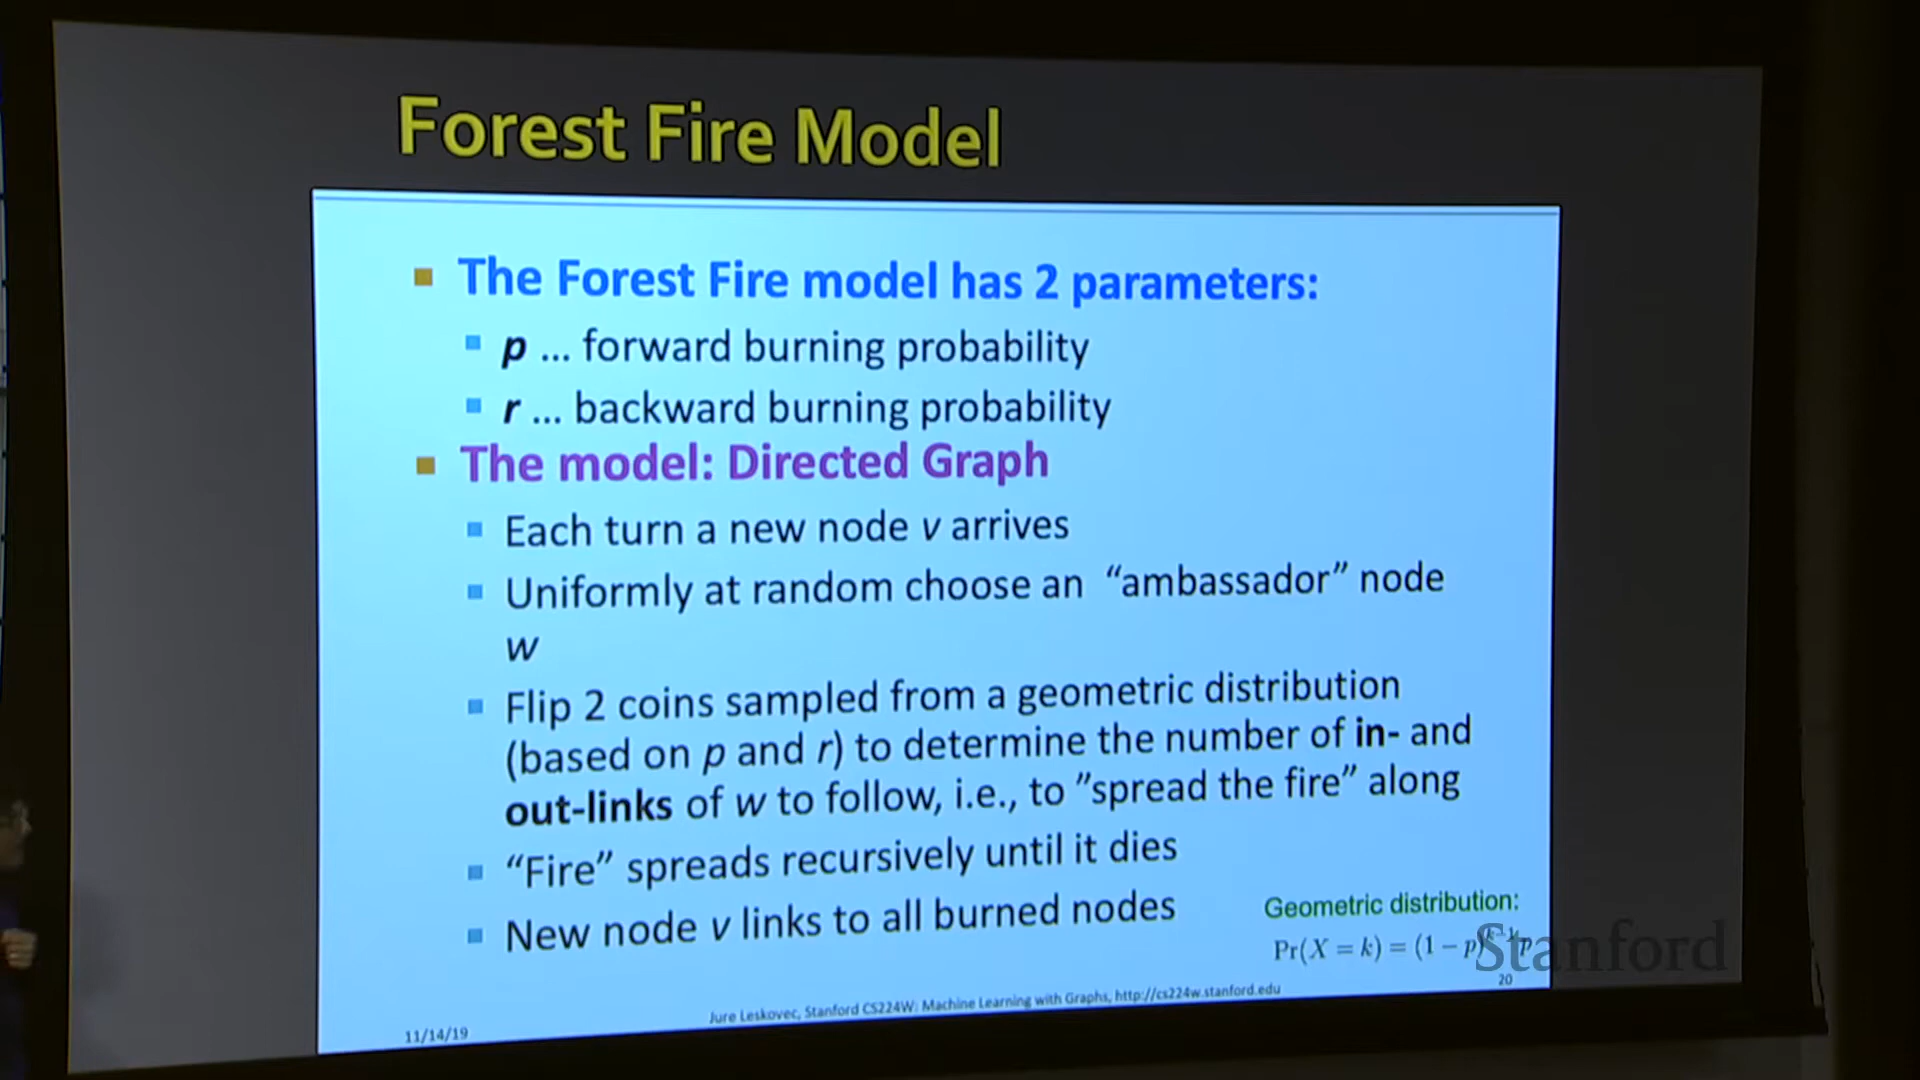 Forest Fire Model
The Forest Fire model has 2 parameters:
p ... forward burning probability
r ... backward burning probability
The model: Directed Graph
Each turn a new node v arrives
Uniformly at random choose an “ambassador” node
w
Flip 2 coins sampled from a geometric distribution
(based on p and r) to determine the number of in- and
out-links of w to follow, i.e., to ”spread the fire” along
“Fire” spreads recursively until it dies
New node v links to all burned nodes
Geometric distribution:
Pr(X = k) = (1 − p)^{k−1}p
Stanford
20
Jure Leskovec, Stanford CS224W: Machine Learning with Graphs, http://cs224w.stanford.edu
11/14/19